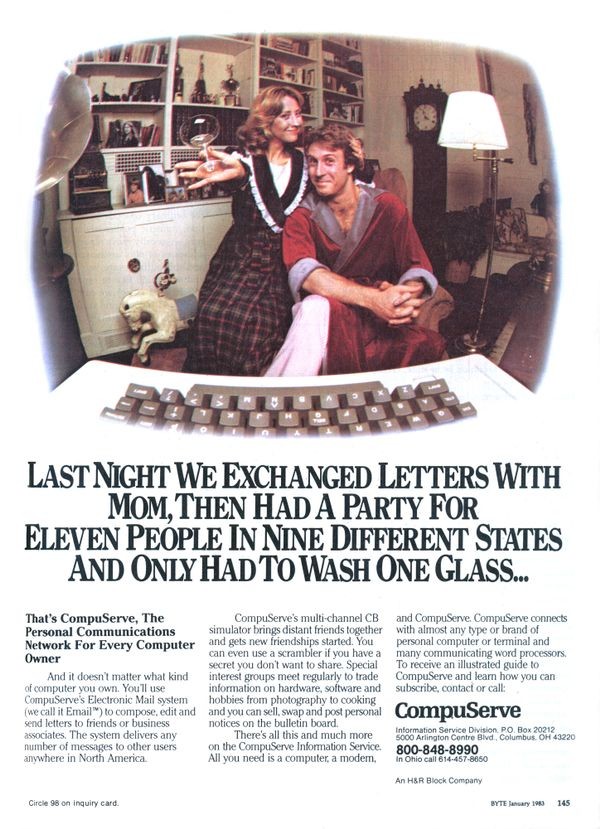 LAST NIGHT WE EXCHANGED LETTERS WITH
MOM, THEN HAD A PARTY FOR
ELEVEN PEOPLE IN NINE DIFFERENT STATES
AND ONLY HAD TO WASH ONE GLASS...
That's CompuServe, The
Personal Communications
Network For Every Computer
Owner
And it doesn't matter what kind
of computer you own. You'll use
CompuServe's Electronic Mail system
(we call it Email™) to compose, edit and
send letters to friends or business
associates. The system delivers any
number of messages to other users
anywhere in North America.
CompuServe's multi-channel CB
simulator brings distant friends together
and gets new friendships started. You
can even use a scrambler if you have a
secret you don't want to share. Special
interest groups meet regularly to trade
information on hardware, software and
hobbies from photography to cooking
and you can sell, swap and post personal
notices on the bulletin board.
There's all this and much more
on the CompuServe Information Service.
All you need is a computer, a modem,
and CompuServe. CompuServe connects
with almost any type or brand of
personal computer or terminal and
many communicating word processors.
To receive an illustrated guide to
CompuServe and learn how you can
subscribe, contact or call:
CompuServe
Information Service Division, P.O. Box 20212
5000 Arlington Centre Blvd., Columbus, OH 43220
800-848-8990
In Ohio call 614-457-8650
An H&R Block Company
Circle 98 on inquiry card.
BYTE January 1983 145